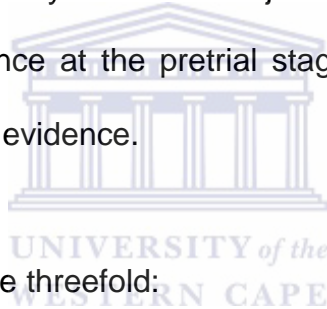 nce at the pretrial stag
evidence.
UNIVERSITY of the
e threefold:
WESTERN CAPE